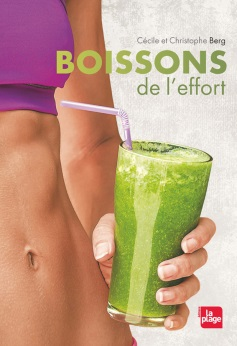 Cécile et Christophe Berg
BOISSONS
de l'effort
la
plage